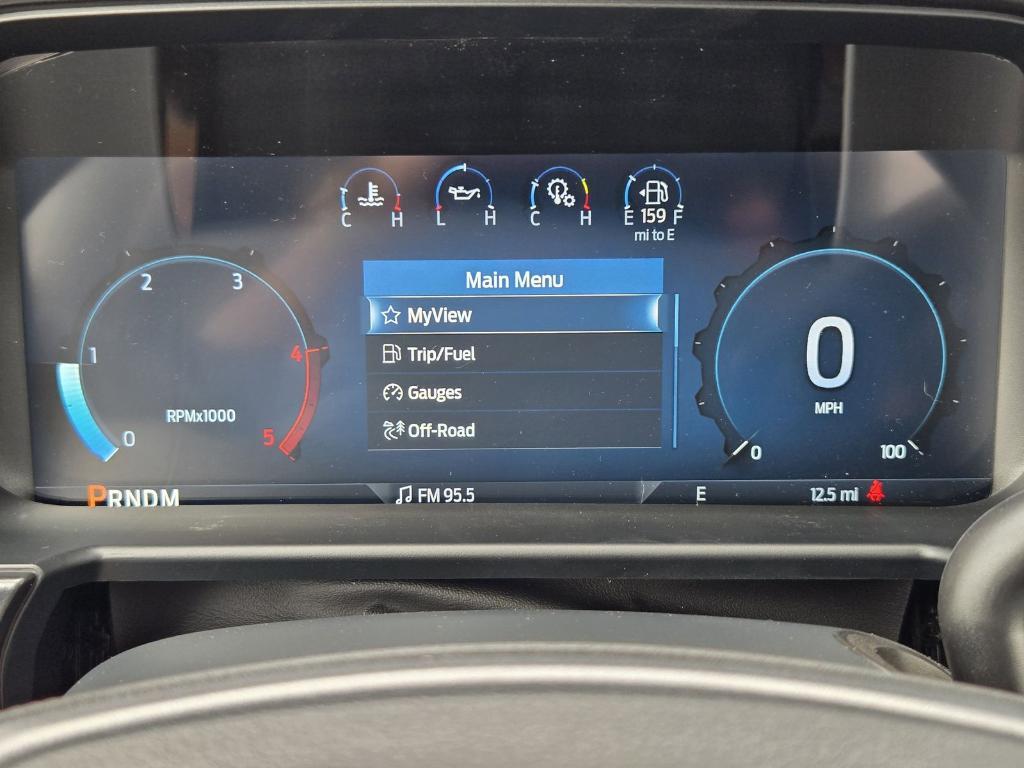 C H L H C H E 159 F
mi to E
Main Menu
MyView
Trip/Fuel
Gauges
Off-Road
0 1 2 3 4 5
RPMx1000
0
MPH
0 100
PRNDM
FM 95.5
E
12.5 mi